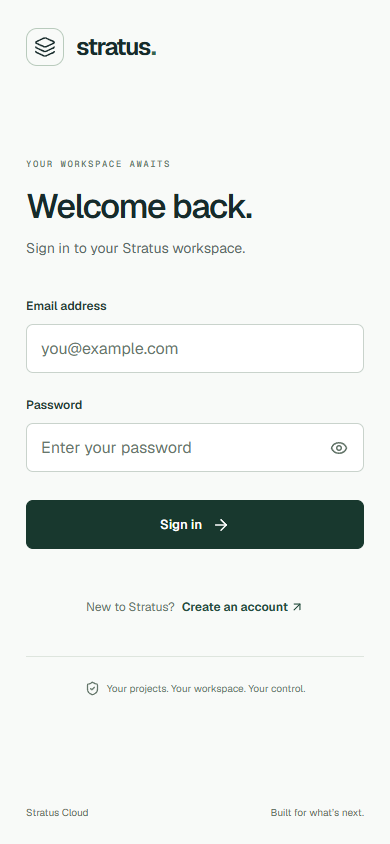 stratus.
YOUR WORKSPACE AWAITS
Welcome back.
Sign in to your Stratus workspace.
Email address
you@example.com
Password
Enter your password
Sign in
New to Stratus? Create an account
Your projects. Your workspace. Your control.
Stratus Cloud
Built for what's next.